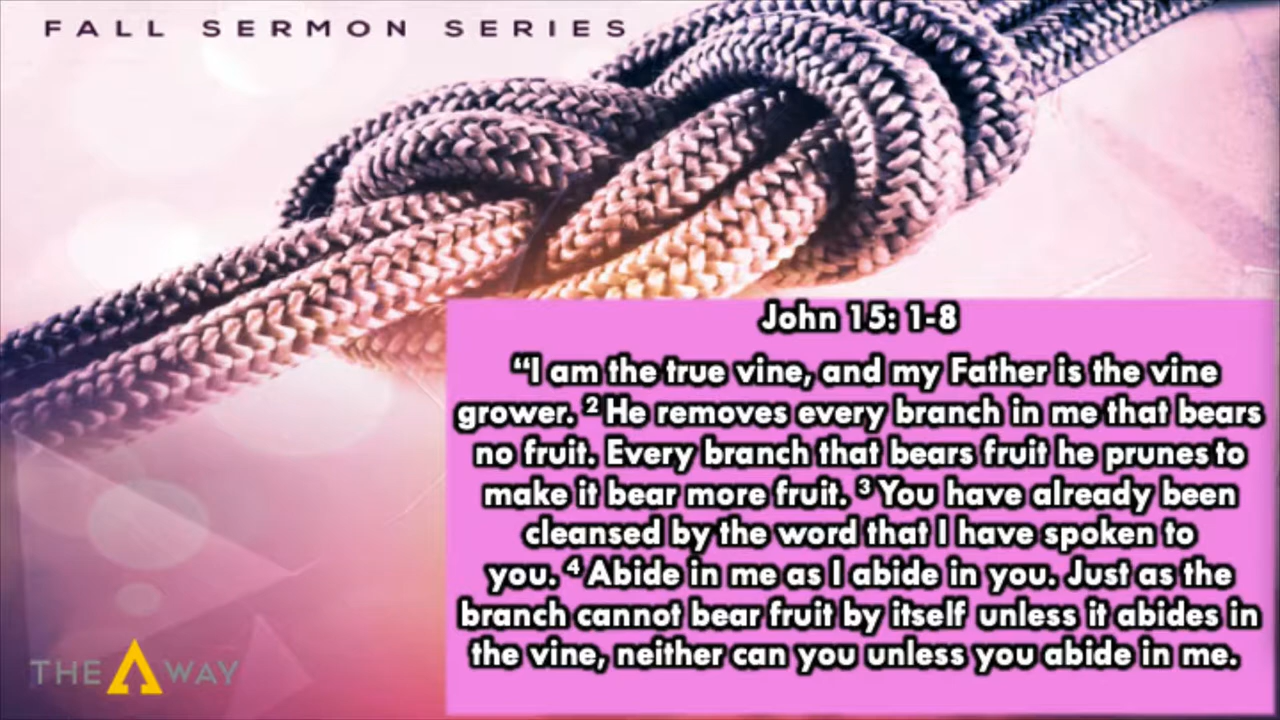 FALL SERMON SERIES
John 15: 1-8
“I am the true vine, and my Father is the vine
grower. ² He removes every branch in me that bears
no fruit. Every branch that bears fruit he prunes to
make it bear more fruit. ³ You have already been
cleansed by the word that I have spoken to
you. ⁴ Abide in me as I abide in you. Just as the
branch cannot bear fruit by itself unless it abides in
the vine, neither can you unless you abide in me.
THE WAY